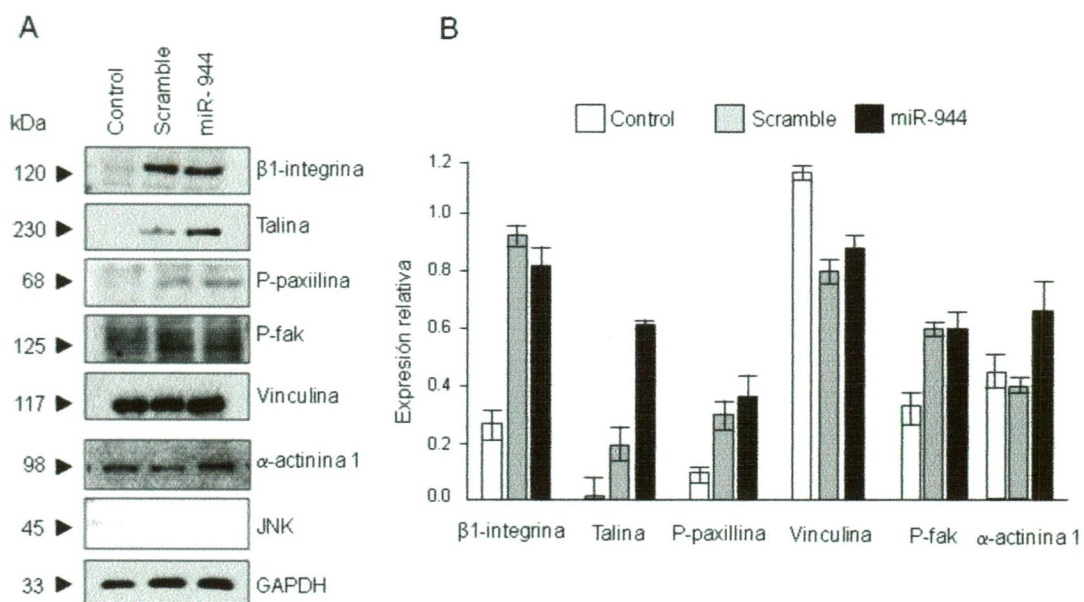 A
Control
Scramble
miR-944
kDa
120 β1-integrina
230 Talina
68 P-paxiilina
125 P-fak
117 Vinculina
98 α-actinina 1
45 JNK
33 GAPDH
B
Control Scramble miR-944
Expresión relativa
1.2
1.0
0.8
0.6
0.4
0.2
0.0
β1-integrina Talina P-paxillina Vinculina P-fak α-actinina 1